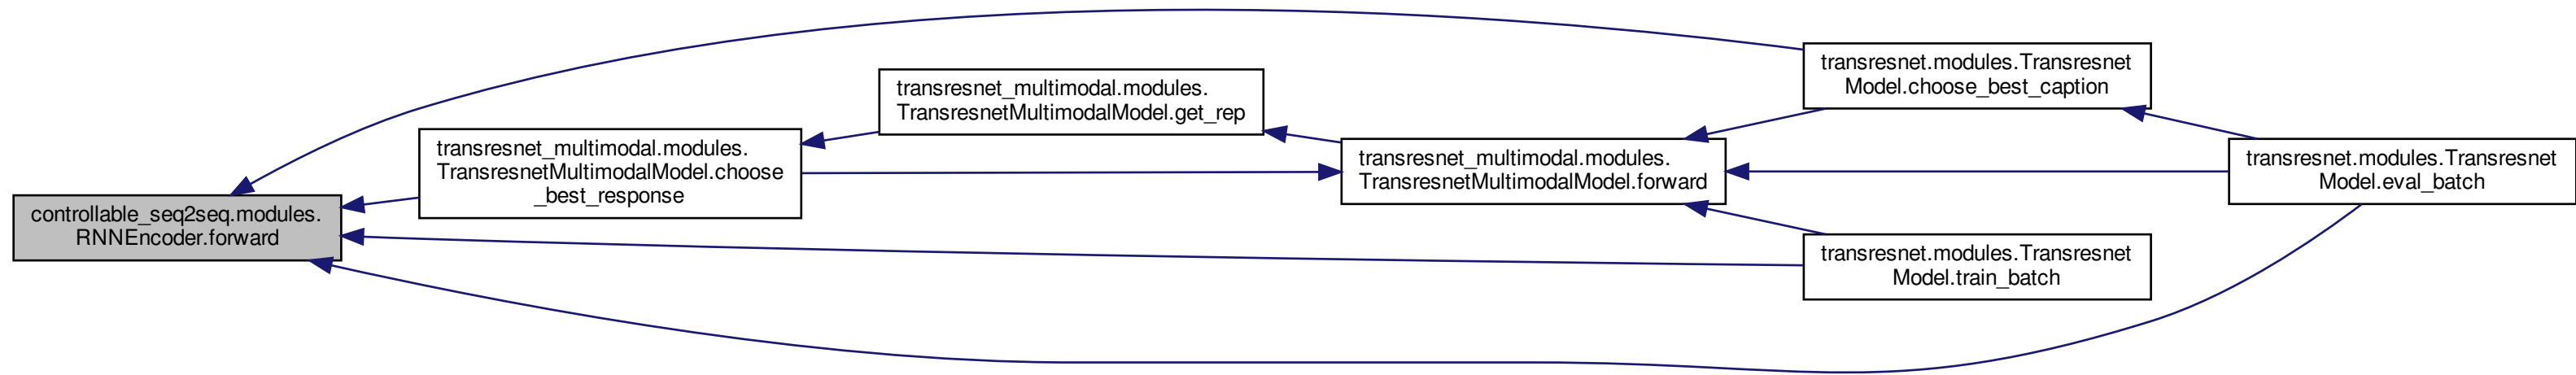 controllable_seq2seq.modules.
RNNEncoder.forward
transresnet_multimodal.modules.
TransresnetMultimodalModel.choose
_best_response
transresnet_multimodal.modules.
TransresnetMultimodalModel.get_rep
transresnet_multimodal.modules.
TransresnetMultimodalModel.forward
transresnet.modules.Transresnet
Model.choose_best_caption
transresnet.modules.Transresnet
Model.train_batch
transresnet.modules.Transresnet
Model.eval_batch